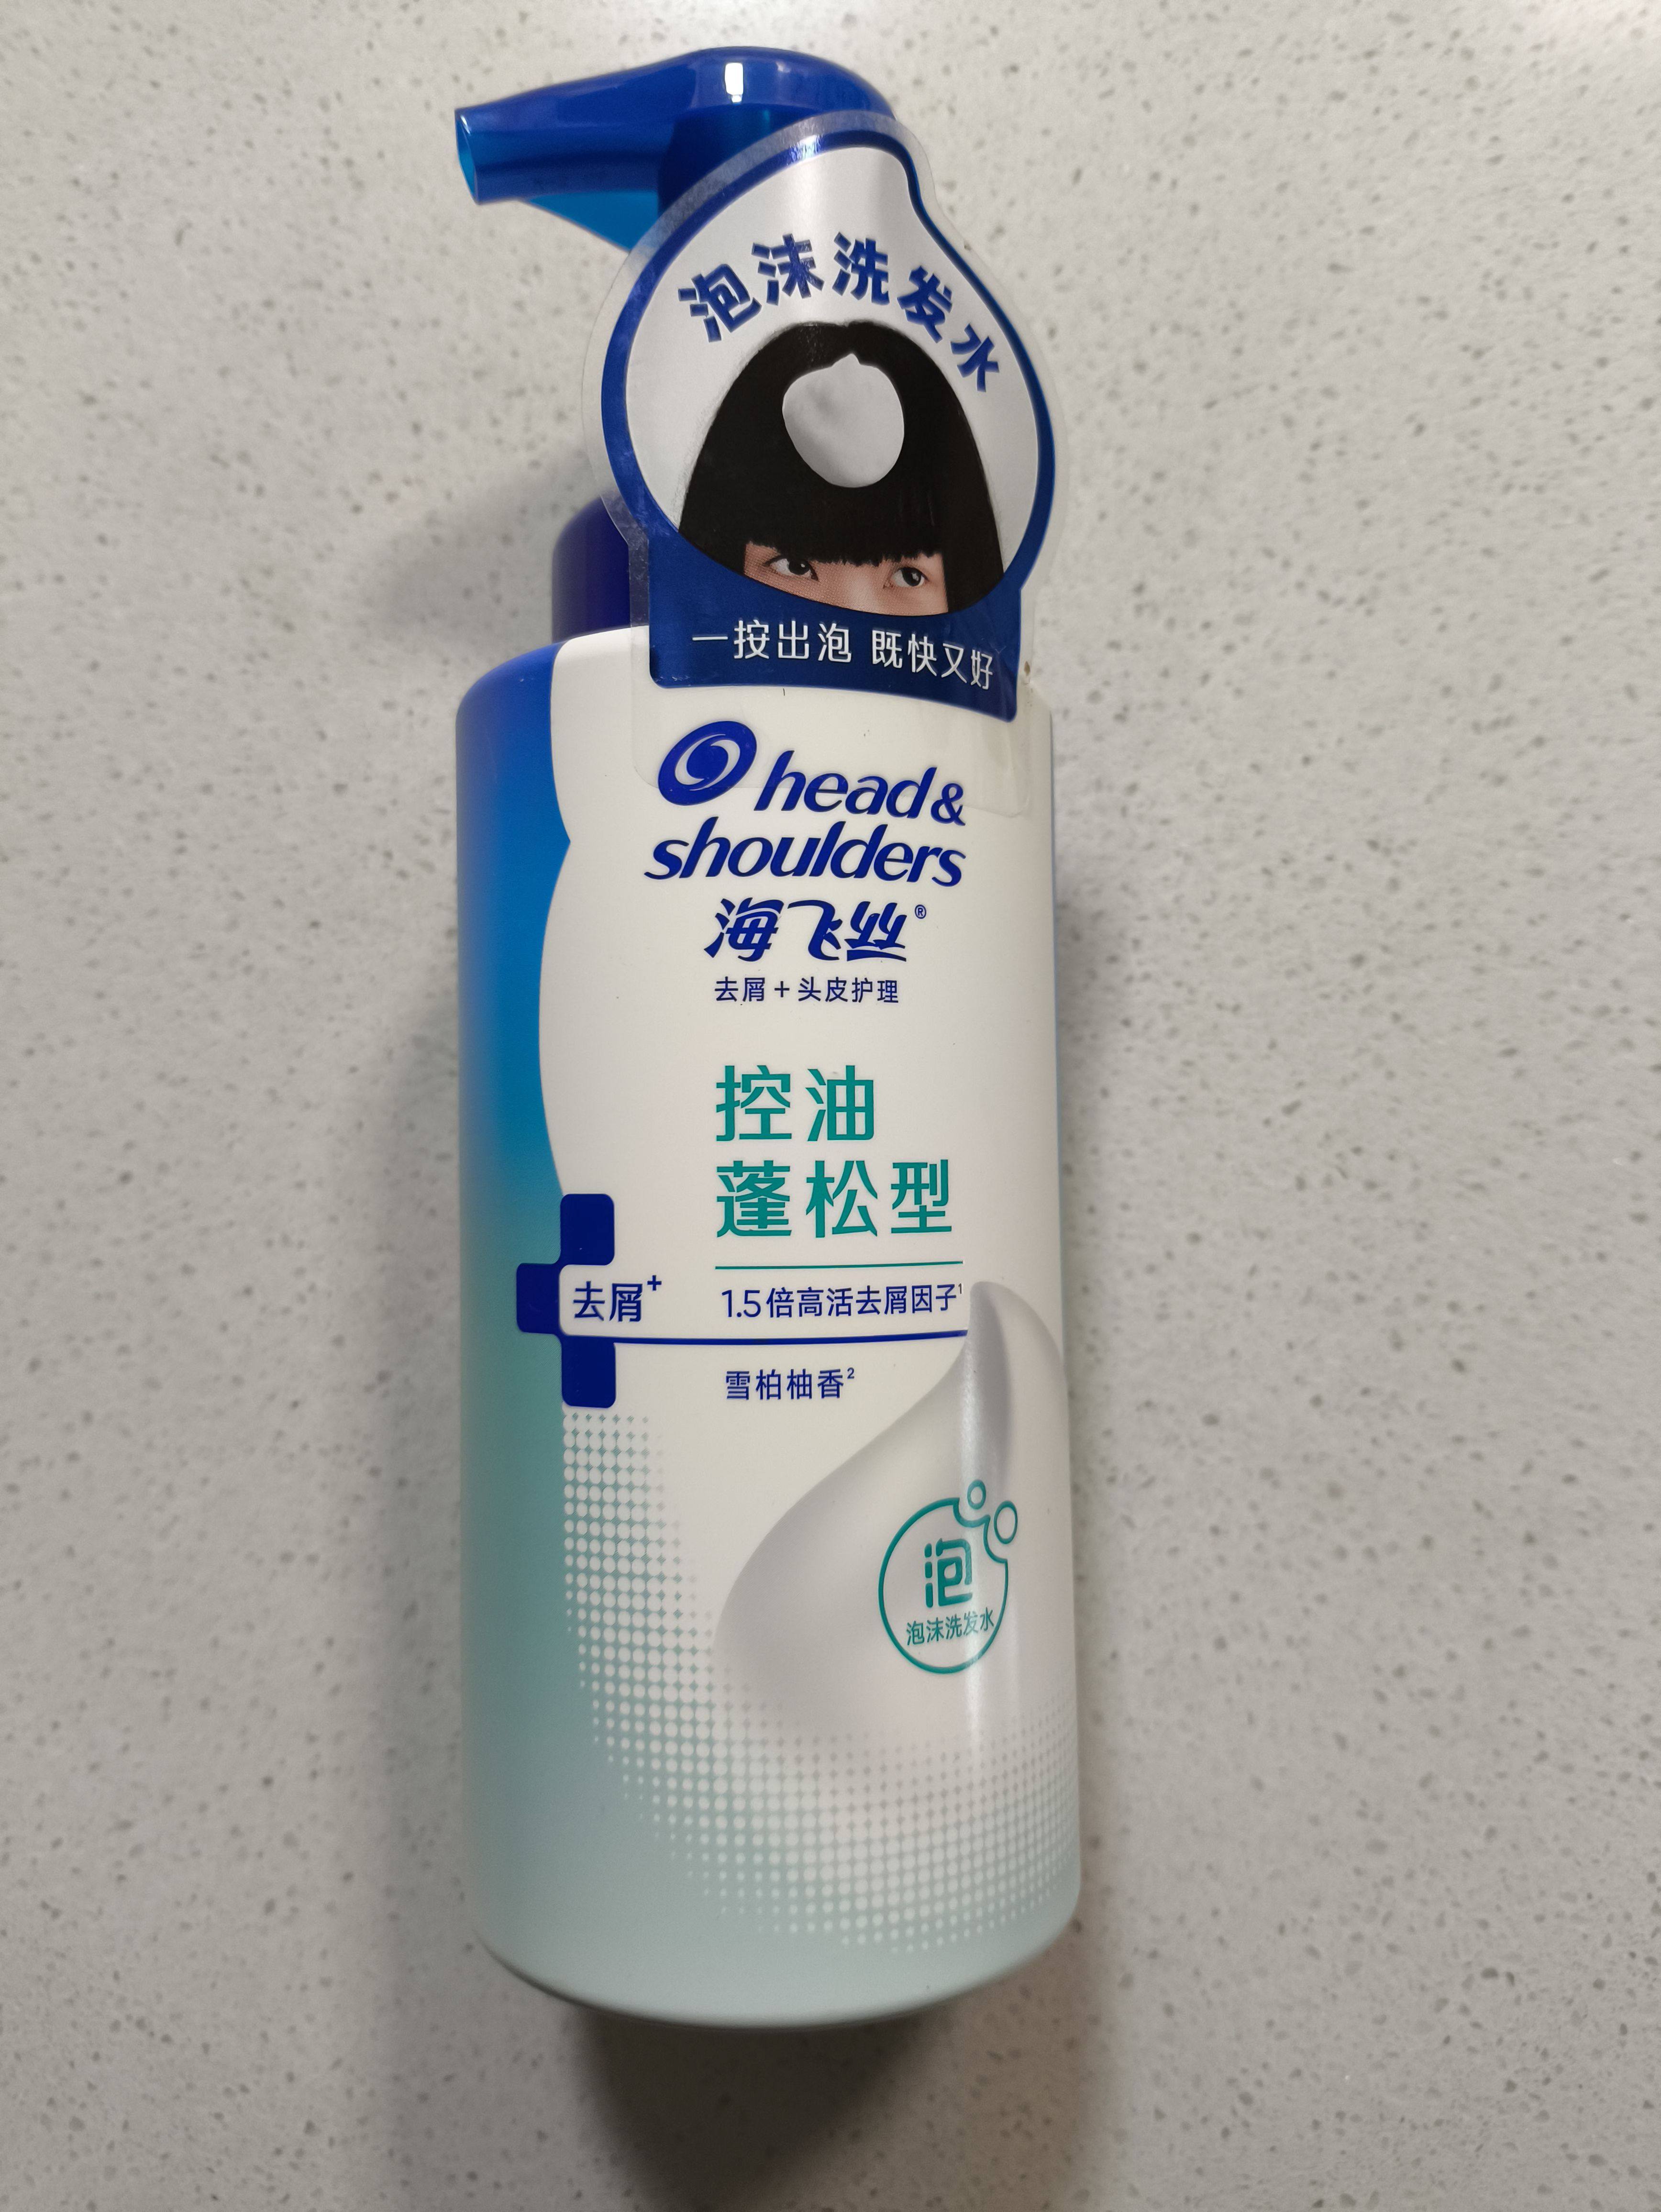 泡沫洗发水
一按出泡 既快又好
head &
shoulders
海飞丝®
去屑+头皮护理
控油
蓬松型
去屑⁺
1.5倍高活去屑因子¹
雪柏柚香²
泡
泡沫洗发水